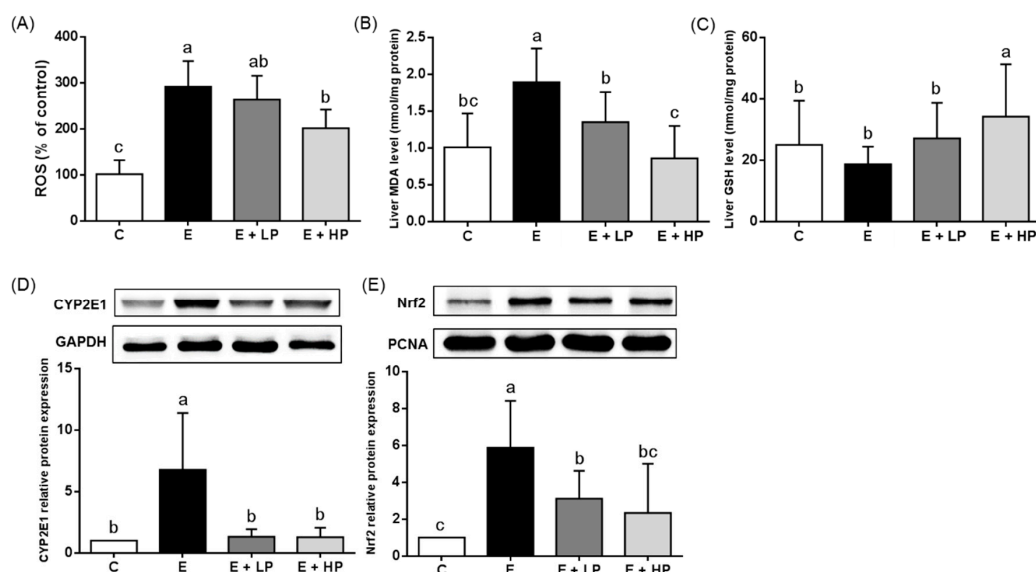 (A)
ROS (% of control)
400
300
200
100
0
c
a
ab
b
C
E
E + LP
E + HP
(B)
Liver MDA level (nmol/mg protein)
2.5
2.0
1.5
1.0
0.5
0.0
bc
a
b
c
C
E
E + LP
E + HP
(C)
Liver GSH level (nmol/mg protein)
60
40
20
0
b
b
b
a
C
E
E + LP
E + HP
(D)
CYP2E1
GAPDH
CYP2E1 relative protein expression
15
10
5
0
b
a
b
b
C
E
E + LP
E + HP
(E)
Nrf2
PCNA
Nrf2 relative protein expression
10
8
6
4
2
0
c
a
b
bc
C
E
E + LP
E + HP